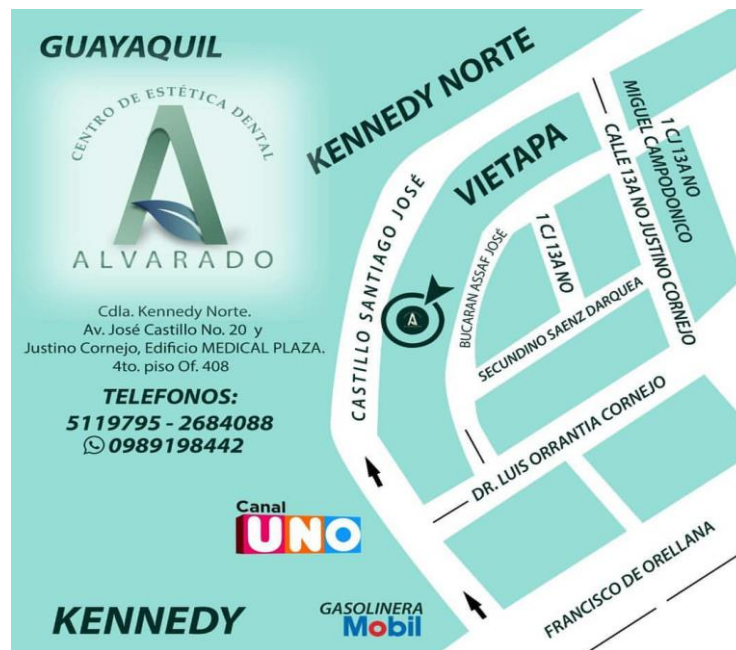 GUAYAQUIL
CENTRO DE ESTÉTICA DENTAL
A
ALVARADO
Cdla. Kennedy Norte.
Av. José Castillo No. 20 y
Justino Cornejo, Edificio MEDICAL PLAZA.
4to. piso Of. 408
TELEFONOS:
5119795 - 2684088
0989198442
Canal
UNO
KENNEDY
GASOLINERA
Mobil
KENNEDY NORTE
VIETAPA
CASTILLO SANTIAGO JOSÉ
A
BUCARAN ASSAF JOSÉ
1 CJ 13A NO
CALLE 13A NO JUSTINO CORNEJO
MIGUEL CAMPODONICO
1 CJ 13A NO
SECUNDINO SAENZ DARQUEA
DR. LUIS ORRANTIA CORNEJO
FRANCISCO DE ORELLANA